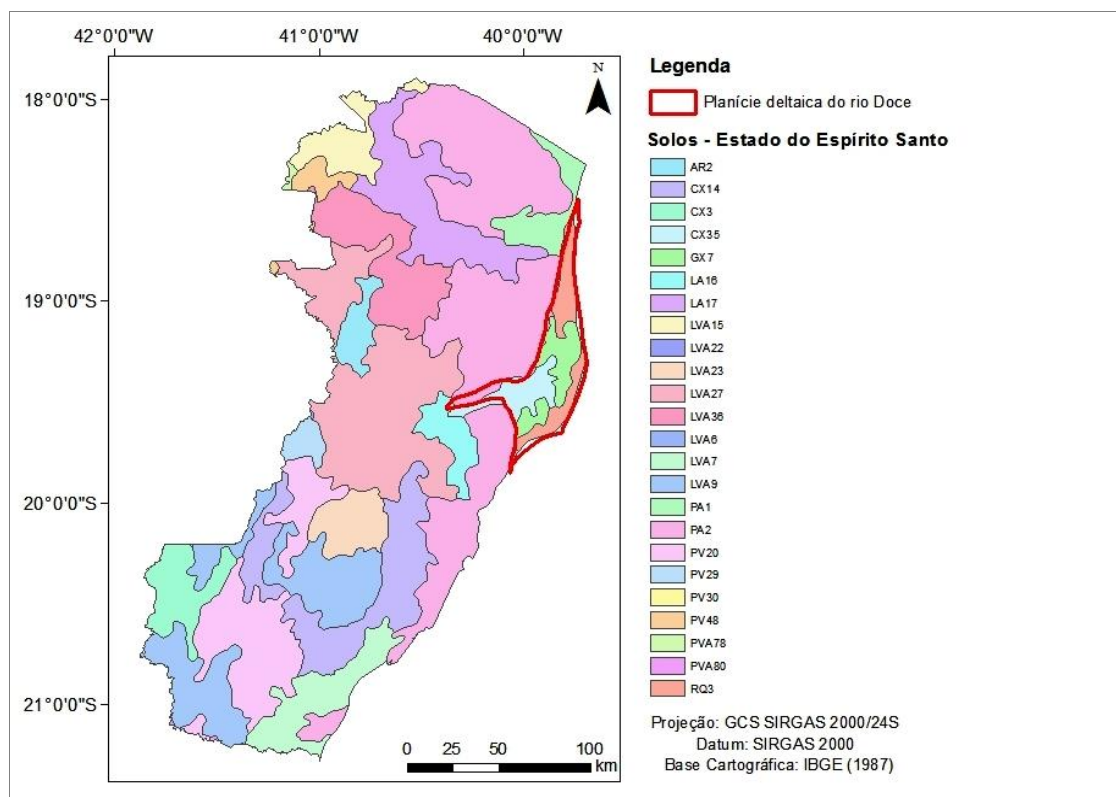 42°0'0"W 41°0'0"W 40°0'0"W
N
18°0'0"S
19°0'0"S
20°0'0"S
21°0'0"S
0 25 50 100
km
Legenda
Planície deltaica do rio Doce
Solos - Estado do Espírito Santo
AR2
CX14
CX3
CX35
GX7
LA16
LA17
LVA15
LVA22
LVA23
LVA27
LVA36
LVA6
LVA7
LVA9
PA1
PA2
PV20
PV29
PV30
PV48
PVA78
PVA80
RQ3
Projeção: GCS SIRGAS 2000/24S
Datum: SIRGAS 2000
Base Cartográfica: IBGE (1987)